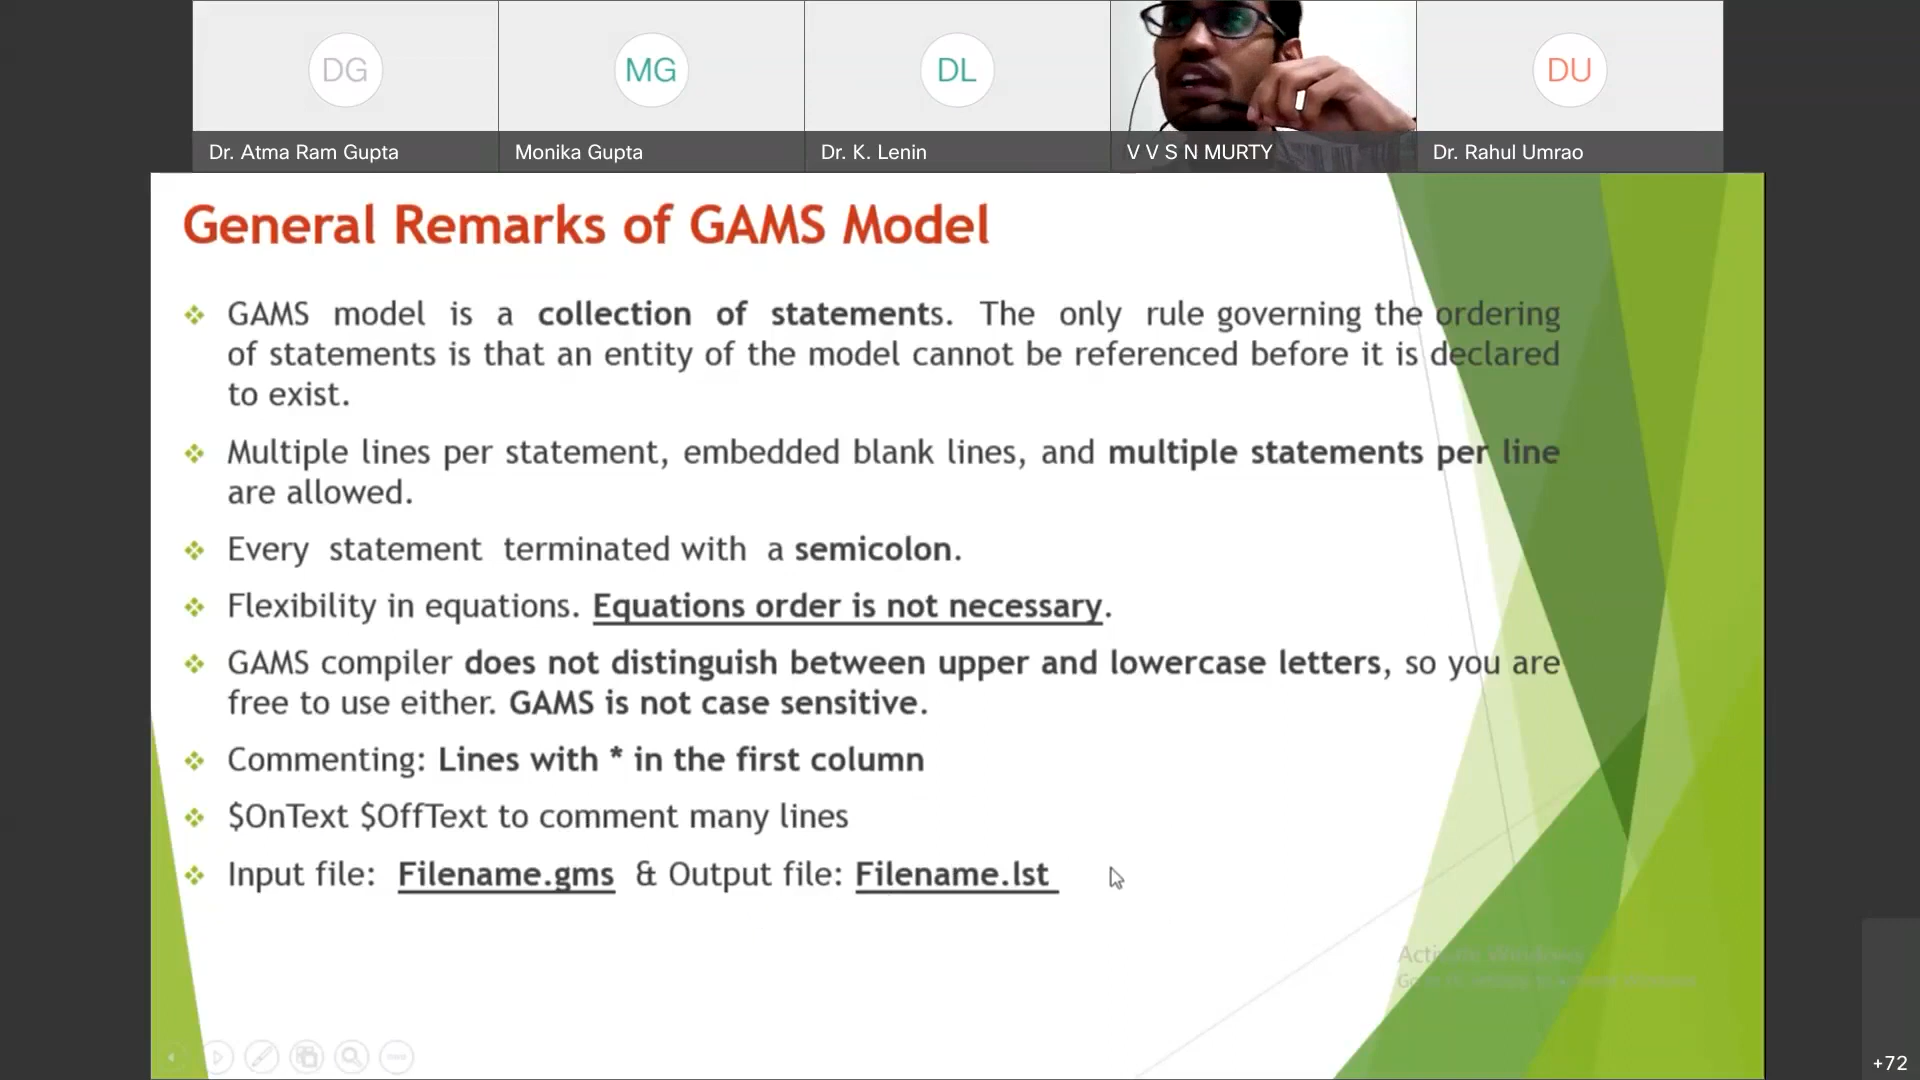 DG
MG
DL
DU
Dr. Atma Ram Gupta
Monika Gupta
Dr. K. Lenin
V V S N MURTY
Dr. Rahul Umrao
General Remarks of GAMS Model
GAMS model is a collection of statements. The only rule governing the ordering
of statements is that an entity of the model cannot be referenced before it is declared
to exist.
Multiple lines per statement, embedded blank lines, and multiple statements per line
are allowed.
Every statement terminated with a semicolon.
Flexibility in equations. Equations order is not necessary.
GAMS compiler does not distinguish between upper and lowercase letters, so you are
free to use either. GAMS is not case sensitive.
Commenting: Lines with * in the first column
$OnText $OffText to comment many lines
Input file: Filename.gms & Output file: Filename.lst
Activate Windows
+72